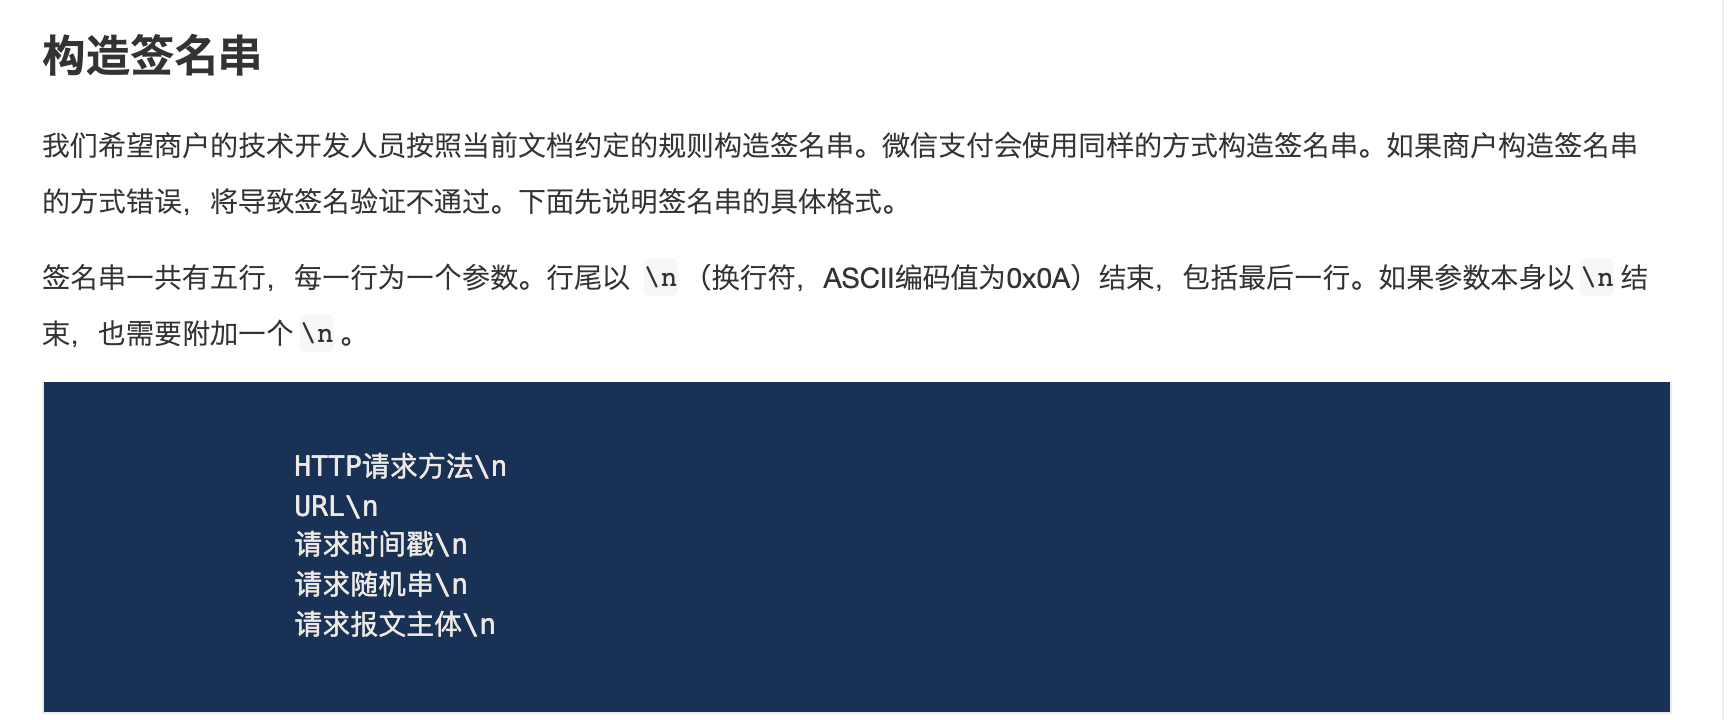 构造签名串
我们希望商户的技术开发人员按照当前文档约定的规则构造签名串。微信支付会使用同样的方式构造签名串。如果商户构造签名串
的方式错误，将导致签名验证不通过。下面先说明签名串的具体格式。
签名串一共有五行，每一行为一个参数。行尾以 \n（换行符，ASCII编码值为0x0A）结束，包括最后一行。如果参数本身以\n结
束，也需要附加一个\n。
HTTP请求方法\n
URL\n
请求时间戳\n
请求随机串\n
请求报文主体\n